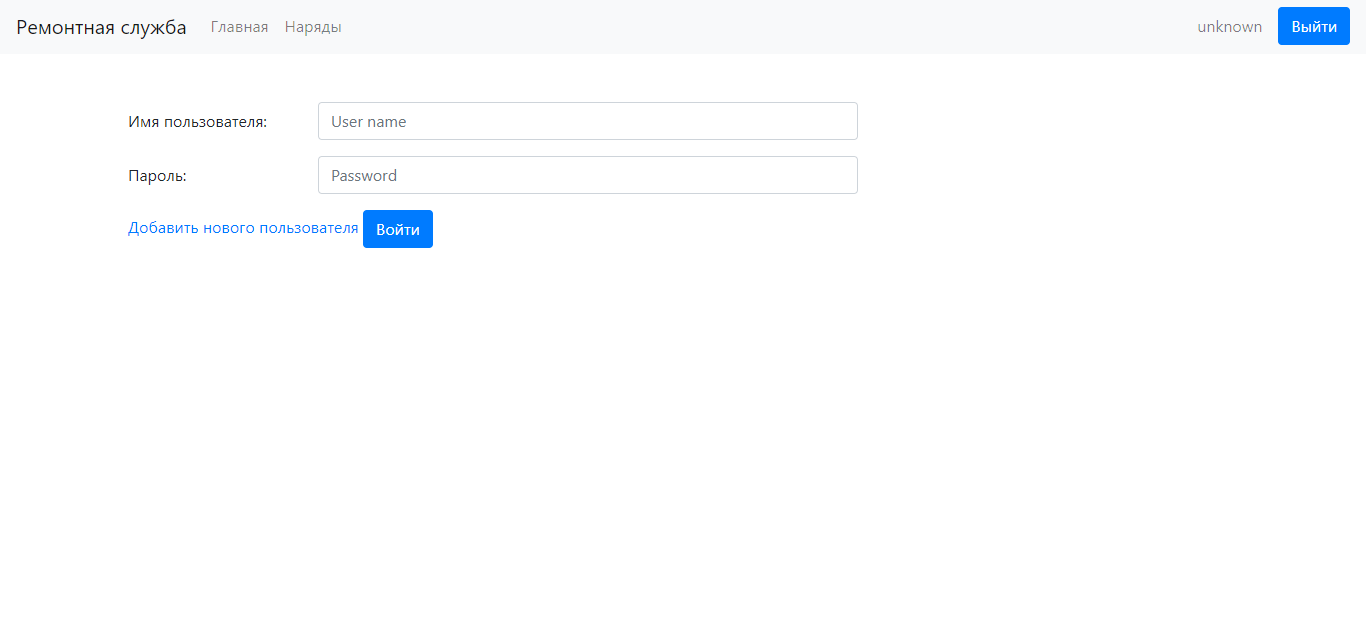 Ремонтная служба Главная Наряды unknown Выйти
Имя пользователя: User name
Пароль: Password
Добавить нового пользователя Войти